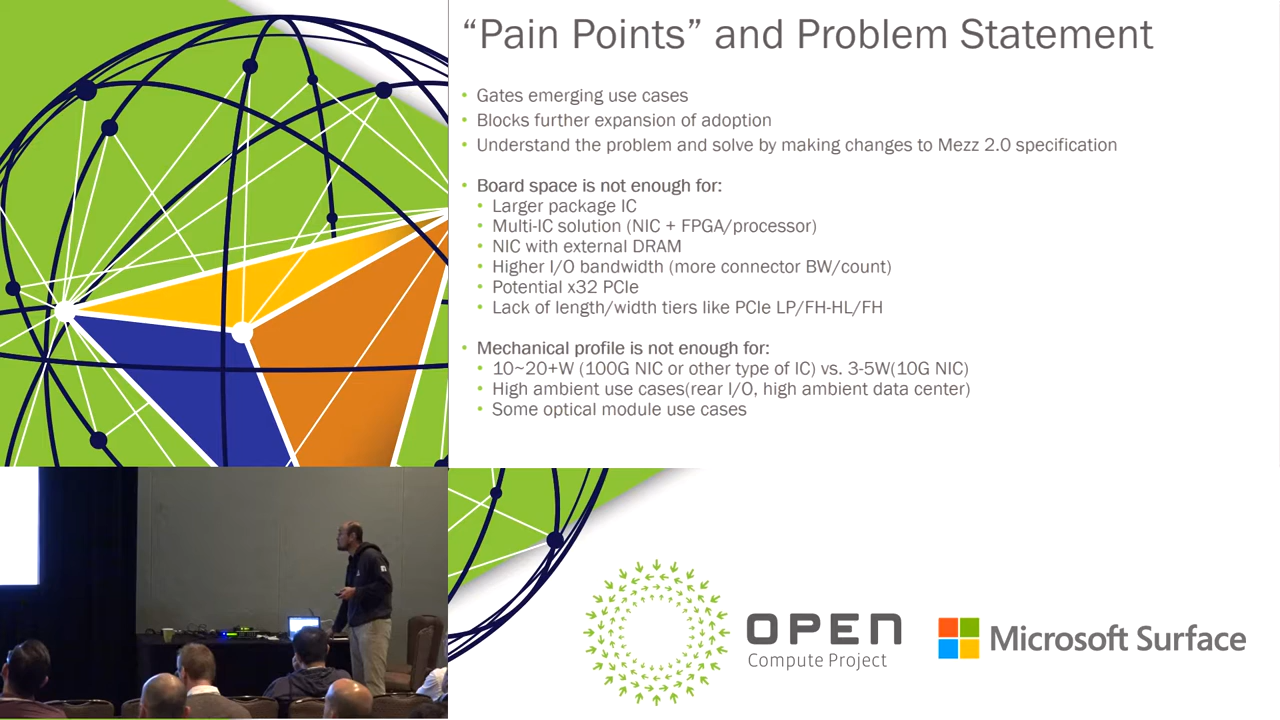 “Pain Points” and Problem Statement
• Gates emerging use cases
• Blocks further expansion of adoption
• Understand the problem and solve by making changes to Mezz 2.0 specification
• Board space is not enough for:
• Larger package IC
• Multi-IC solution (NIC + FPGA/processor)
• NIC with external DRAM
• Higher I/O bandwidth (more connector BW/count)
• Potential x32 PCIe
• Lack of length/width tiers like PCIe LP/FH-HL/FH
• Mechanical profile is not enough for:
• 10~20+W (100G NIC or other type of IC) vs. 3-5W(10G NIC)
• High ambient use cases(rear I/O, high ambient data center)
• Some optical module use cases
OPEN
Compute Project
Microsoft Surface